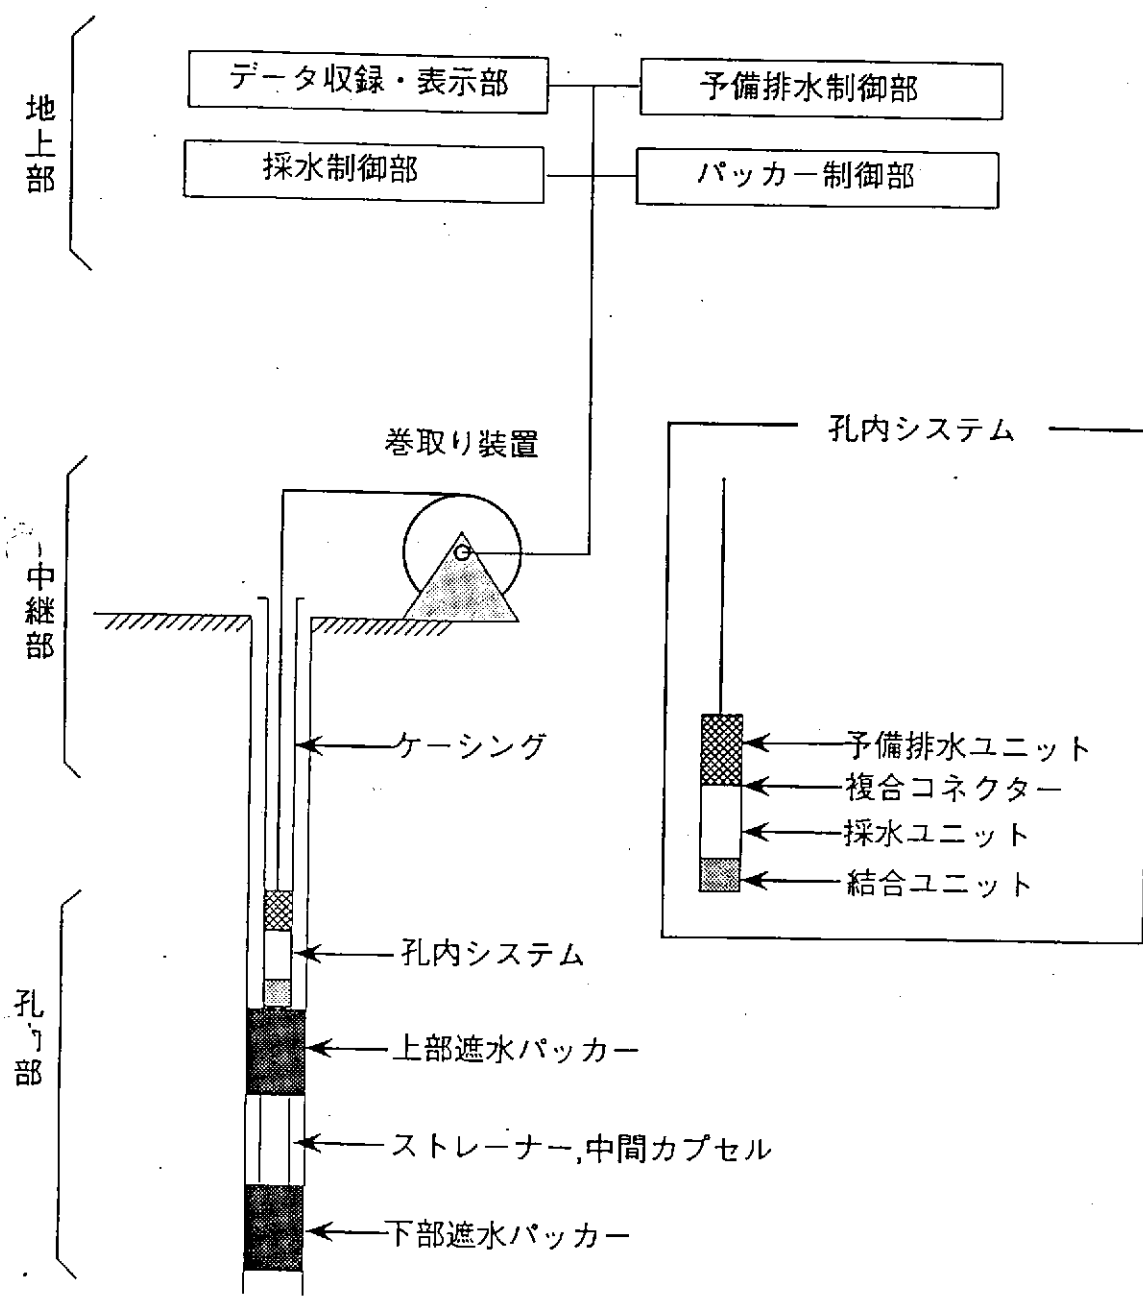 地上部
データ収録・表示部
予備排水制御部
採水制御部
パッカー制御部
巻取り装置
孔内システム
中継部
ケーシング
予備排水ユニット
複合コネクター
採水ユニット
結合ユニット
孔内システム
孔
部
上部遮水パッカー
ストレーナー,中間カプセル
下部遮水パッカー